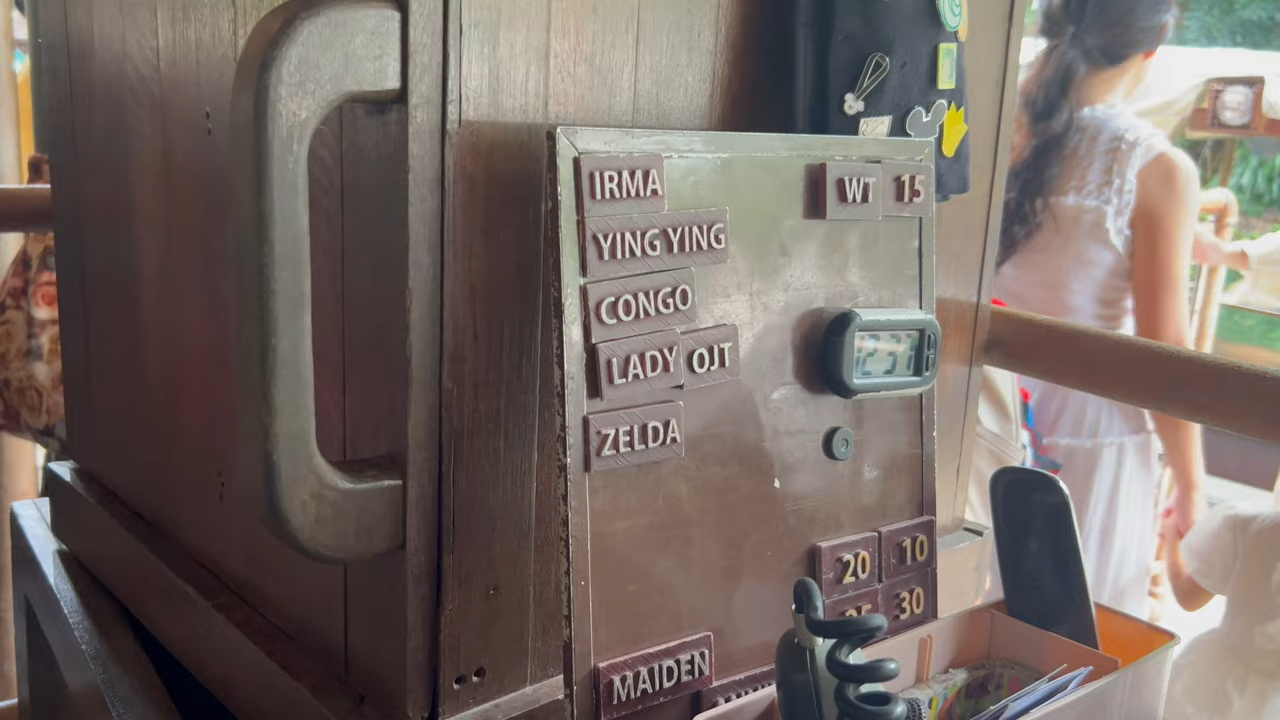 IRMA
WT 15
YING YING
CONGO
LADY OJT
ZELDA
20 10
30
MAIDEN